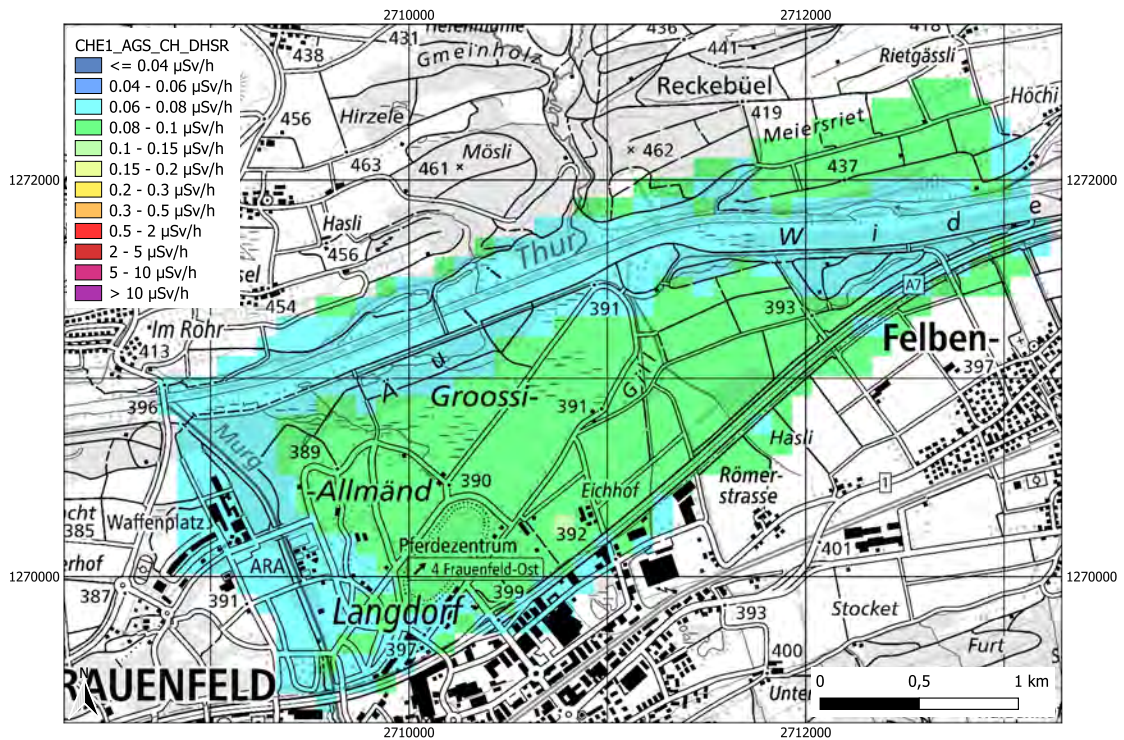 2710000
2712000
CHE1_AGS_CH_DHSR
<= 0.04 µSv/h
0.04 - 0.06 µSv/h
0.06 - 0.08 µSv/h
0.08 - 0.1 µSv/h
0.1 - 0.15 µSv/h
0.15 - 0.2 µSv/h
0.2 - 0.3 µSv/h
0.3 - 0.5 µSv/h
0.5 - 2 µSv/h
2 - 5 µSv/h
5 - 10 µSv/h
> 10 µSv/h
431
436
418
438
Gmeinholz
441
Rietgässli
Reckebüel
Höchi
456
Hirzele
419
Meiersriet
Mösli
462
463
461
437
1272000
1272000
Hasli
Thur
W i d e
456
454
A7
391
393
Im Rohr
413
Felben-
397
A u
Grossi-
Gill
396
391
Murg
389
Hasli
390
Römer-
strasse
-Allmänd
Eichhof
1
385
Waffenplatz
392
401
Pferdezentrum
erhof
ARA
4 Frauenfeld-Ost
1270000
1270000
387
391
399
Langdorf
393
Stocket
397
Furt
400
RAUENFELD
N
Unter
0 0,5 1 km
2710000
2712000